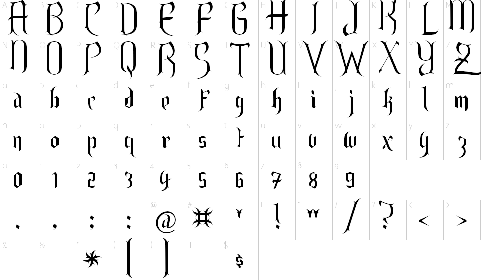 A B C D E F G H I J K L M
N O P Q R S T U V W X Y Z
a b c d e f g h i j k l m
n o p q r s t u v w x y z
0 1 2 3 4 5 6 7 8 9
. , : ; @ # ' ! " / ? < >
* [ ] $